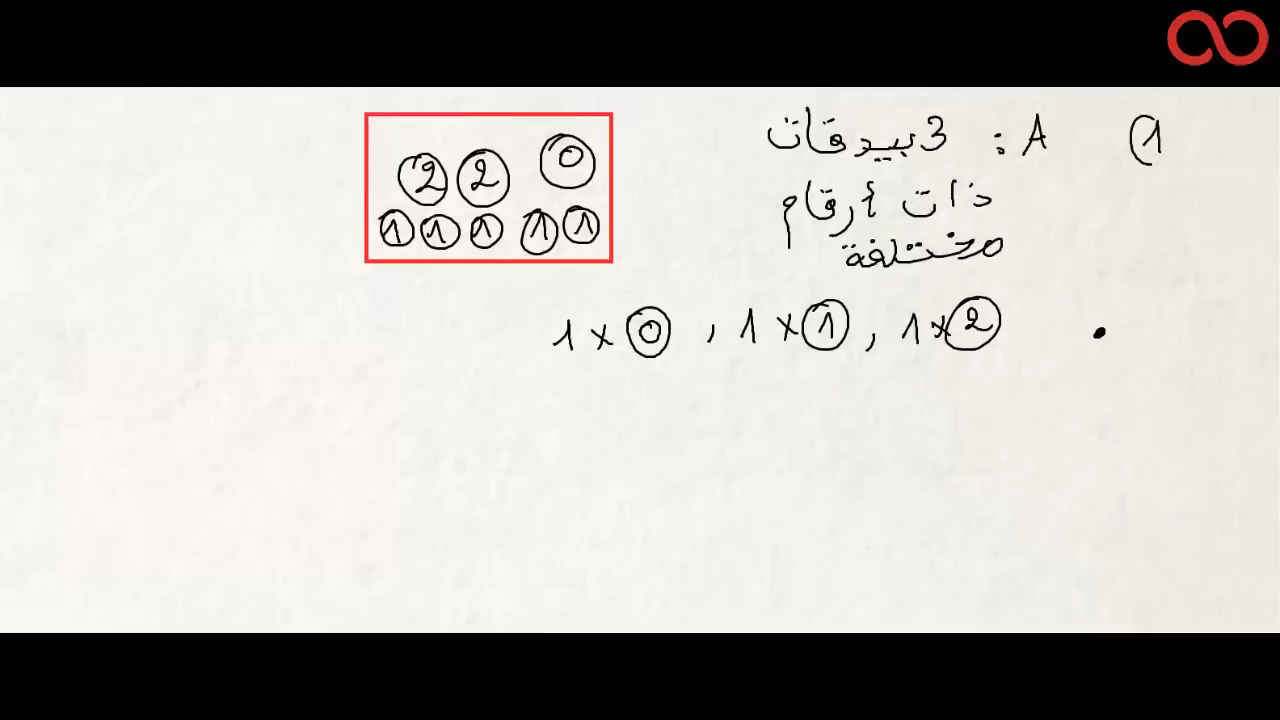 1) A : 3 بيدقات
ذات أرقام
مختلفة
2 2 0
1 1 1 1 1
• 1 × 2 , 1 × 1 , 1 × 0